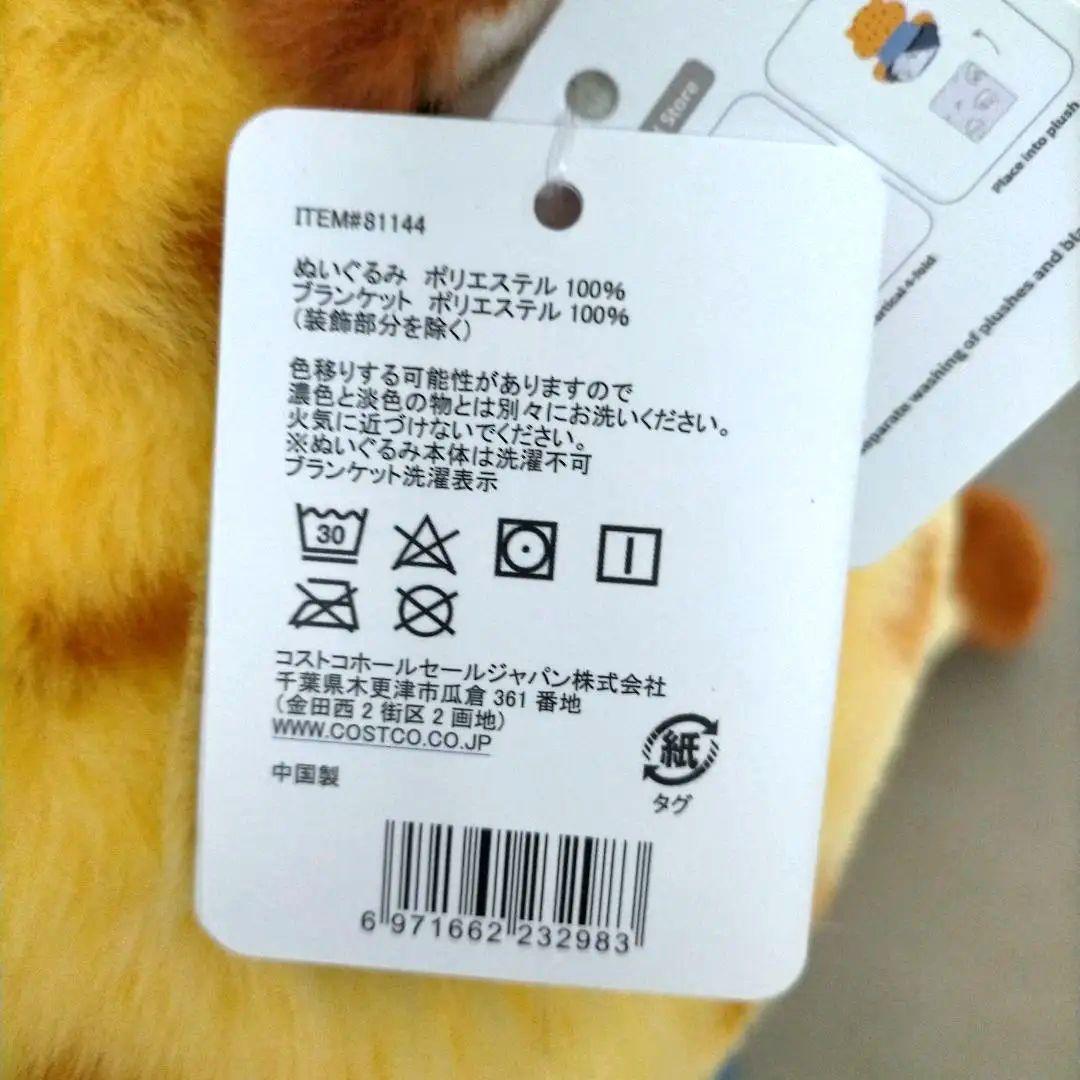 ITEM#81144
ぬいぐるみ ポリエステル 100%
ブランケット ポリエステル 100%
(装飾部分を除く)
色移りする可能性がありますので
濃色と淡色の物とは別々にお洗いください。
火気に近づけないでください。
※ぬいぐるみ本体は洗濯不可
ブランケット洗濯表示
30
コストコホールセールジャパン株式会社
千葉県木更津市瓜倉 361 番地
(金田西 2 街区 2 画地)
WWW.COSTCO.CO.JP
中国製
紙
タグ
6 971662 232983
Store
Place into plush
washing of plushes and